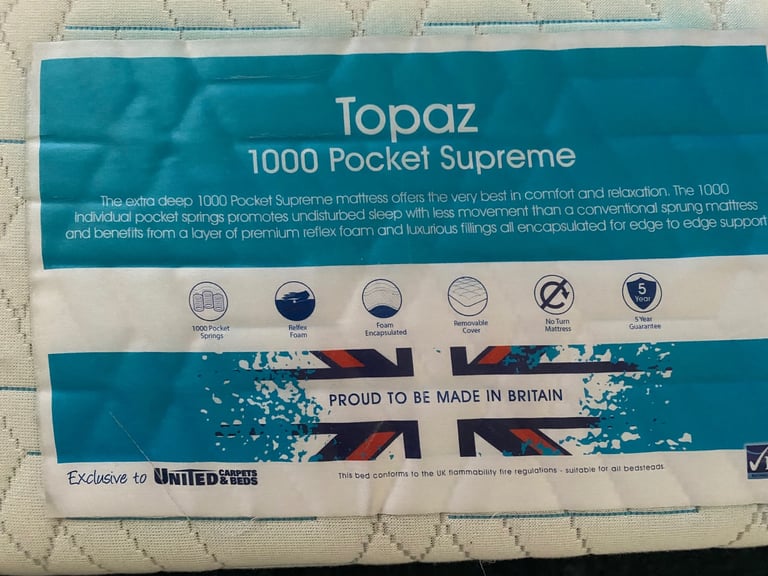 Topaz
1000 Pocket Supreme
The extra deep 1000 Pocket Supreme mattress offers the very best in comfort and relaxation. The 1000
individual pocket springs promotes undisturbed sleep with less movement than a conventional sprung mattress
and benefits from a layer of premium reflex foam and luxurious fillings all encapsulated for edge to edge support
5
Year
1000 Pocket
Springs
Relfex
Foam
Foam
Encapsulated
Removable
Cover
No Turn
Mattress
5 Year
Guarantee
PROUD TO BE MADE IN BRITAIN
Exclusive to UNITED CARPETS
& BEDS
This bed conforms to the UK flammability fire regulations - suitable for all bedsteads.